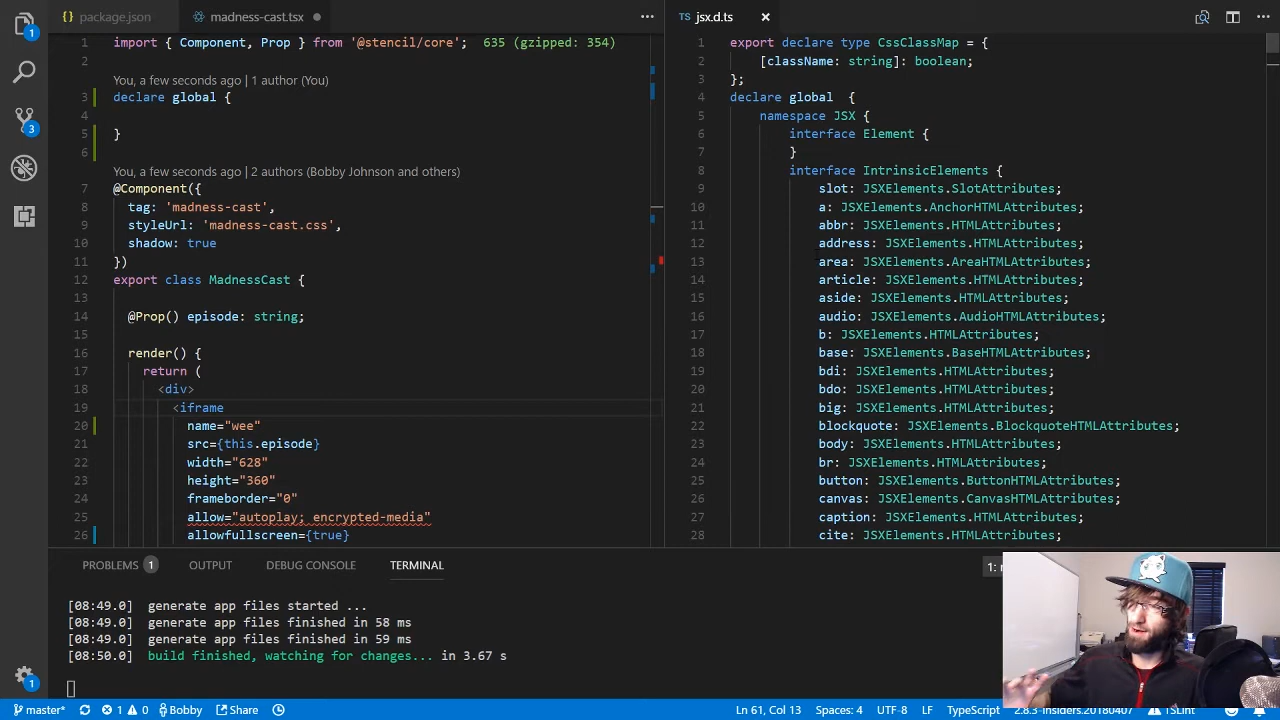 package.json
madness-cast.tsx
jsx.d.ts
1 import { Component, Prop } from '@stencil/core'; 635 (gzipped: 354)
2
You, a few seconds ago | 1 author (You)
3 declare global {
4
5 }
6
You, a few seconds ago | 2 authors (Bobby Johnson and others)
7 @Component({
8 tag: 'madness-cast',
9 styleUrl: 'madness-cast.css',
10 shadow: true
11 })
12 export class MadnessCast {
13
14 @Prop() episode: string;
15
16 render() {
17 return (
18 <div>
19 <iframe
20 name="wee"
21 src={this.episode}
22 width="628"
23 height="360"
24 frameborder="0"
25 allow="autoplay; encrypted-media"
26 allowfullscreen={true}
1 export declare type CssClassMap = {
2 [className: string]: boolean;
3 };
4 declare global {
5 namespace JSX {
6 interface Element {
7 }
8 interface IntrinsicElements {
9 slot: JSXElements.SlotAttributes;
10 a: JSXElements.AnchorHTMLAttributes;
11 abbr: JSXElements.HTMLAttributes;
12 address: JSXElements.HTMLAttributes;
13 area: JSXElements.AreaHTMLAttributes;
14 article: JSXElements.HTMLAttributes;
15 aside: JSXElements.HTMLAttributes;
16 audio: JSXElements.AudioHTMLAttributes;
17 b: JSXElements.HTMLAttributes;
18 base: JSXElements.BaseHTMLAttributes;
19 bdi: JSXElements.HTMLAttributes;
20 bdo: JSXElements.HTMLAttributes;
21 big: JSXElements.HTMLAttributes;
22 blockquote: JSXElements.BlockquoteHTMLAttributes;
23 body: JSXElements.HTMLAttributes;
24 br: JSXElements.HTMLAttributes;
25 button: JSXElements.ButtonHTMLAttributes;
26 canvas: JSXElements.CanvasHTMLAttributes;
27 caption: JSXElements.HTMLAttributes;
28 cite: JSXElements.HTMLAttributes;
1
3
1
PROBLEMS 1 OUTPUT DEBUG CONSOLE TERMINAL 1:
[08:49.0] generate app files started ...
[08:49.0] generate app files finished in 58 ms
[08:49.0] generate app files finished in 59 ms
[08:50.0] build finished, watching for changes... in 3.67 s
master* 1 0 Bobby Share Ln 61, Col 13 Spaces: 4 UTF-8 LF TypeScript 2.8.3-insiders.20180407 TSLint